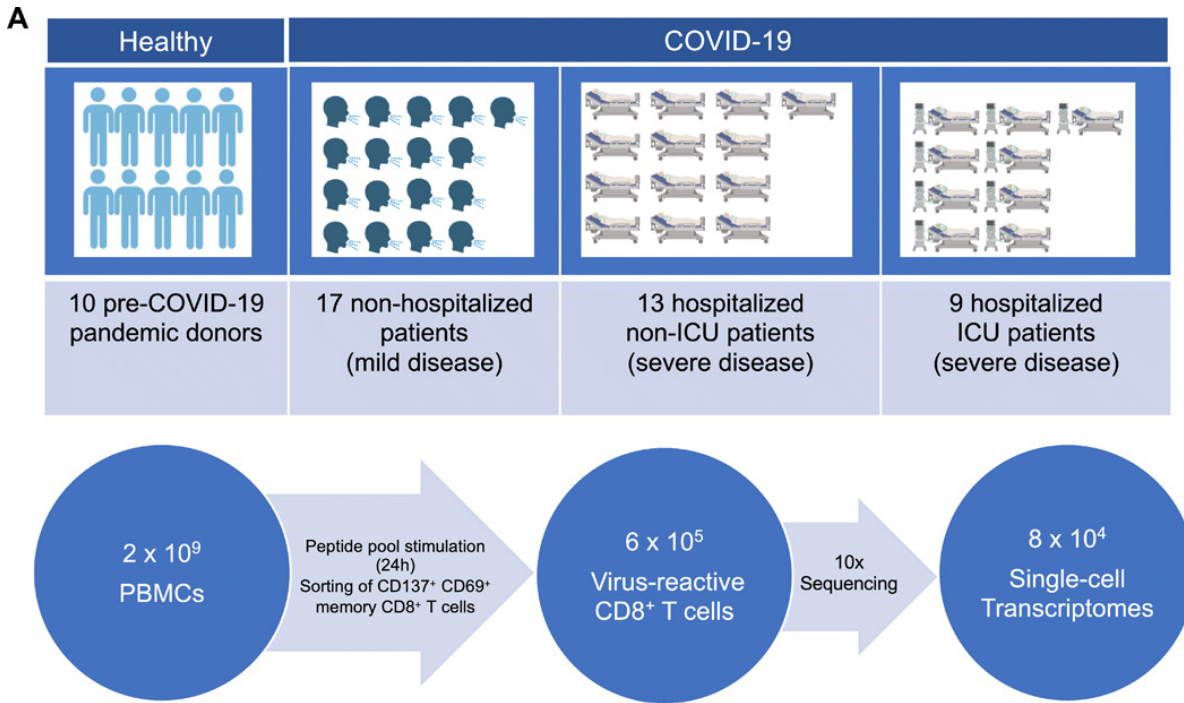 A
Healthy
COVID-19
10 pre-COVID-19
pandemic donors
17 non-hospitalized
patients
(mild disease)
13 hospitalized
non-ICU patients
(severe disease)
9 hospitalized
ICU patients
(severe disease)
2 x 10⁹
PBMCs
Peptide pool stimulation
(24h)
Sorting of CD137⁺ CD69⁺
memory CD8⁺ T cells
6 x 10⁵
Virus-reactive
CD8⁺ T cells
10x
Sequencing
8 x 10⁴
Single-cell
Transcriptomes